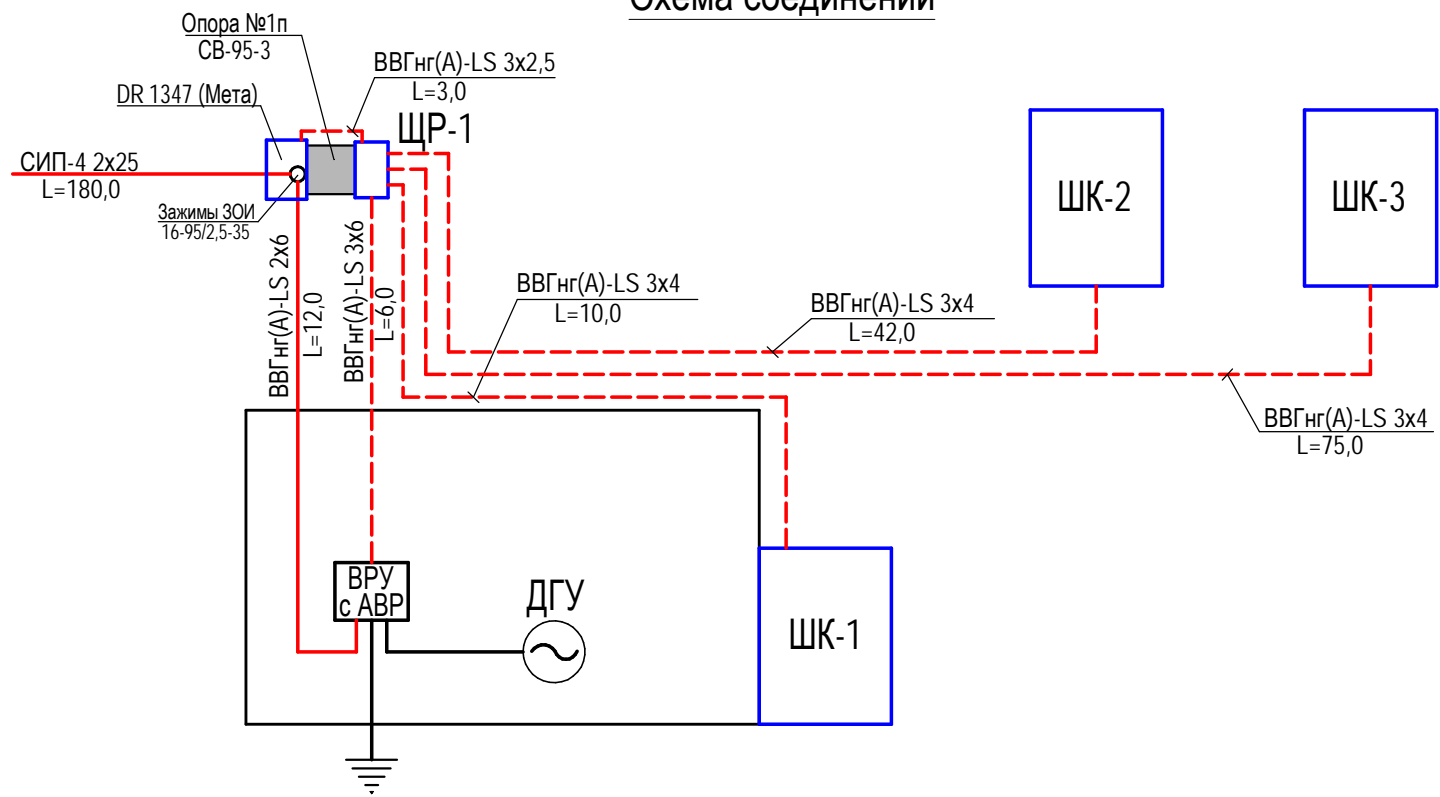 Схема соединений
Опора №1п
СВ-95-3
ВВГнг(А)-LS 3х2,5
L=3,0
DR 1347 (Мета)
ЩР-1
СИП-4 2х25
L=180,0
Зажимы ЗОИ
16-95/2,5-35
ВВГнг(А)-LS 2х6
L=12,0
ВВГнг(А)-LS 3х6
L=6,0
ВВГнг(А)-LS 3х4
L=10,0
ВВГнг(А)-LS 3х4
L=42,0
ВВГнг(А)-LS 3х4
L=75,0
ШК-2
ШК-3
ВРУ
с АВР
ДГУ
ШК-1